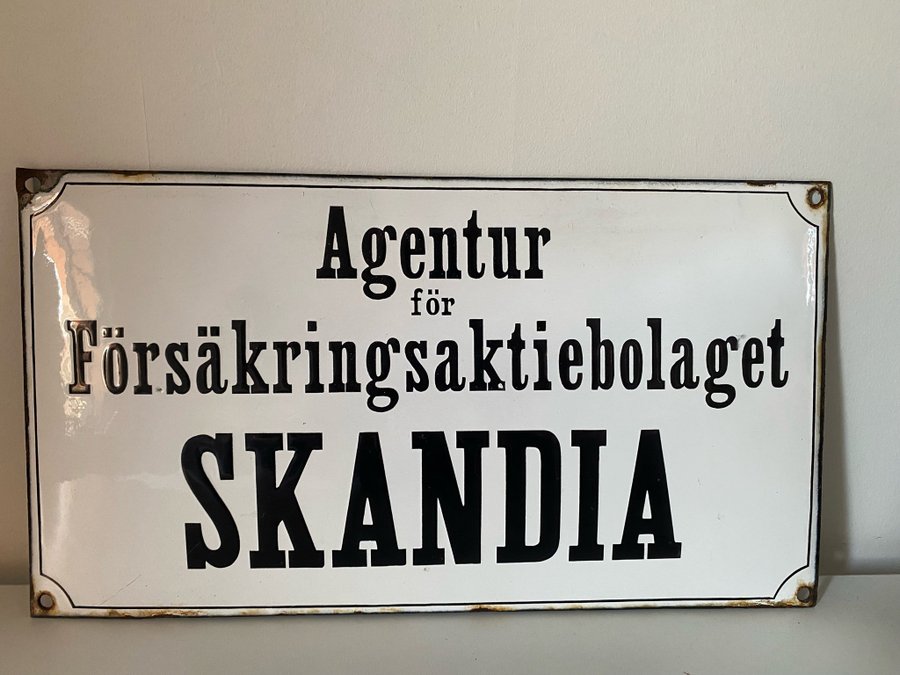 Agentur
för
Försäkringsaktiebolaget
SKANDIA